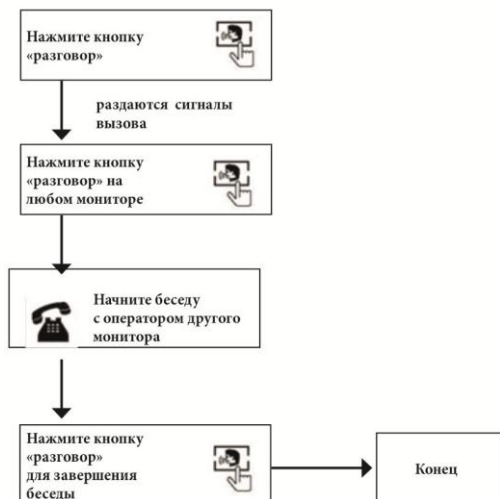 Нажмите кнопку
«разговор»
раздаются сигналы
вызова
Нажмите кнопку
«разговор» на
любом мониторе
Начните беседу
с оператором другого
монитора
Нажмите кнопку
«разговор»
для завершения
беседы
Конец